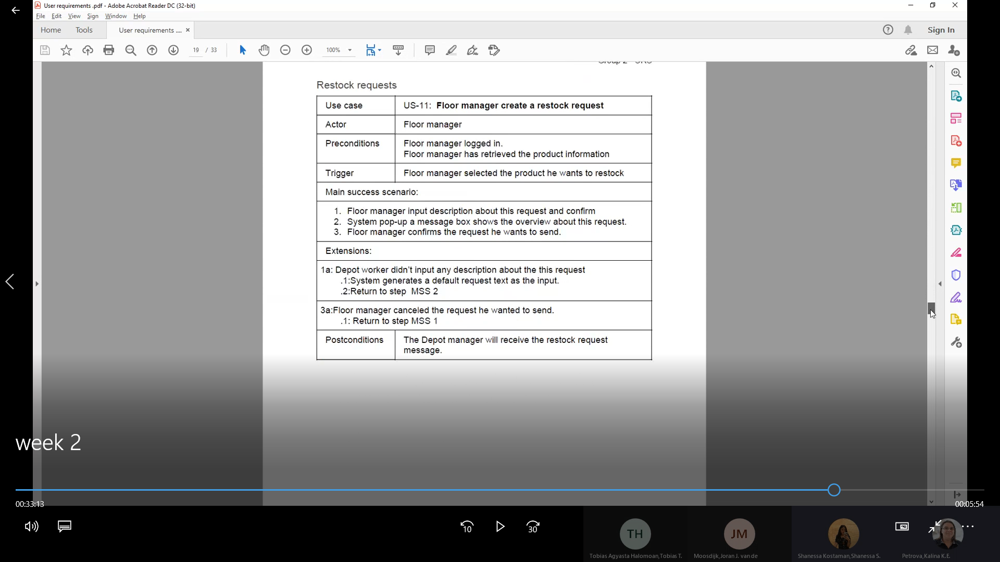 User requirements .pdf - Adobe Acrobat Reader DC (32-bit)
File Edit View Sign Window Help
Home Tools User requirements .... × Sign In
19 / 33 100%
Group 2 - SRS
Restock requests
Use case US-11: Floor manager create a restock request
Actor Floor manager
Preconditions Floor manager logged in.
Floor manager has retrieved the product information
Trigger Floor manager selected the product he wants to restock
Main success scenario:
1. Floor manager input description about this request and confirm
2. System pop-up a message box shows the overview about this request.
3. Floor manager confirms the request he wants to send.
Extensions:
1a: Depot worker didn't input any description about the this request
.1:System generates a default request text as the input.
.2:Return to step MSS 2
3a:Floor manager canceled the request he wanted to send.
.1: Return to step MSS 1
Postconditions The Depot manager will receive the restock request
message.
week 2
00:33:13 00:05:54
10 30
TH JM
Tobias Agyasta Halomoan,Tobias T. Moosdijk,Joran J. van de Shanessa Kostaman,Shanessa S. Petrova,Kalina K.E.